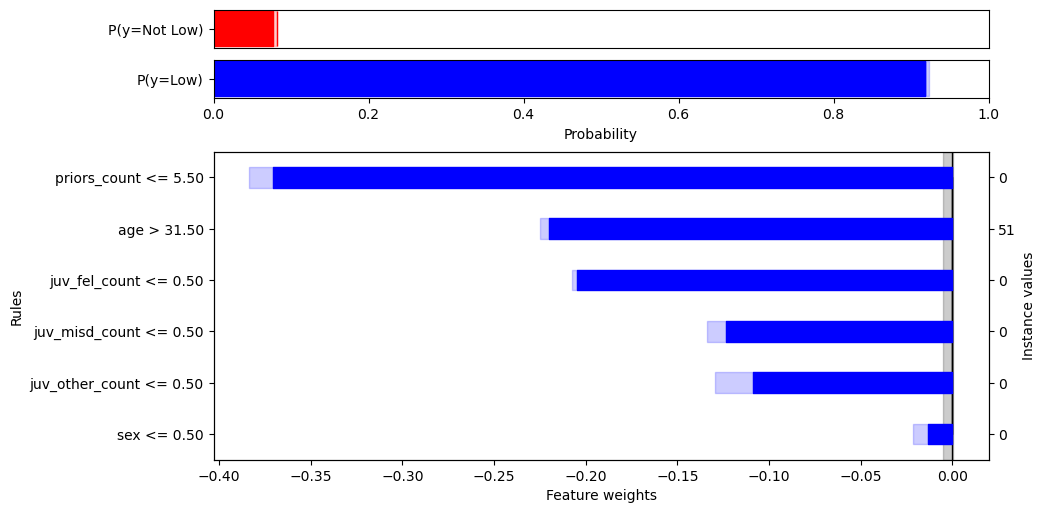 P(y=Not Low)
P(y=Low)
0.0 0.2 0.4 0.6 0.8 1.0
Probability
priors_count <= 5.50 0
age > 31.50 51
juv_fel_count <= 0.50 0
juv_misd_count <= 0.50 0
juv_other_count <= 0.50 0
sex <= 0.50 0
Rules
Instance values
−0.40 −0.35 −0.30 −0.25 −0.20 −0.15 −0.10 −0.05 0.00
Feature weights